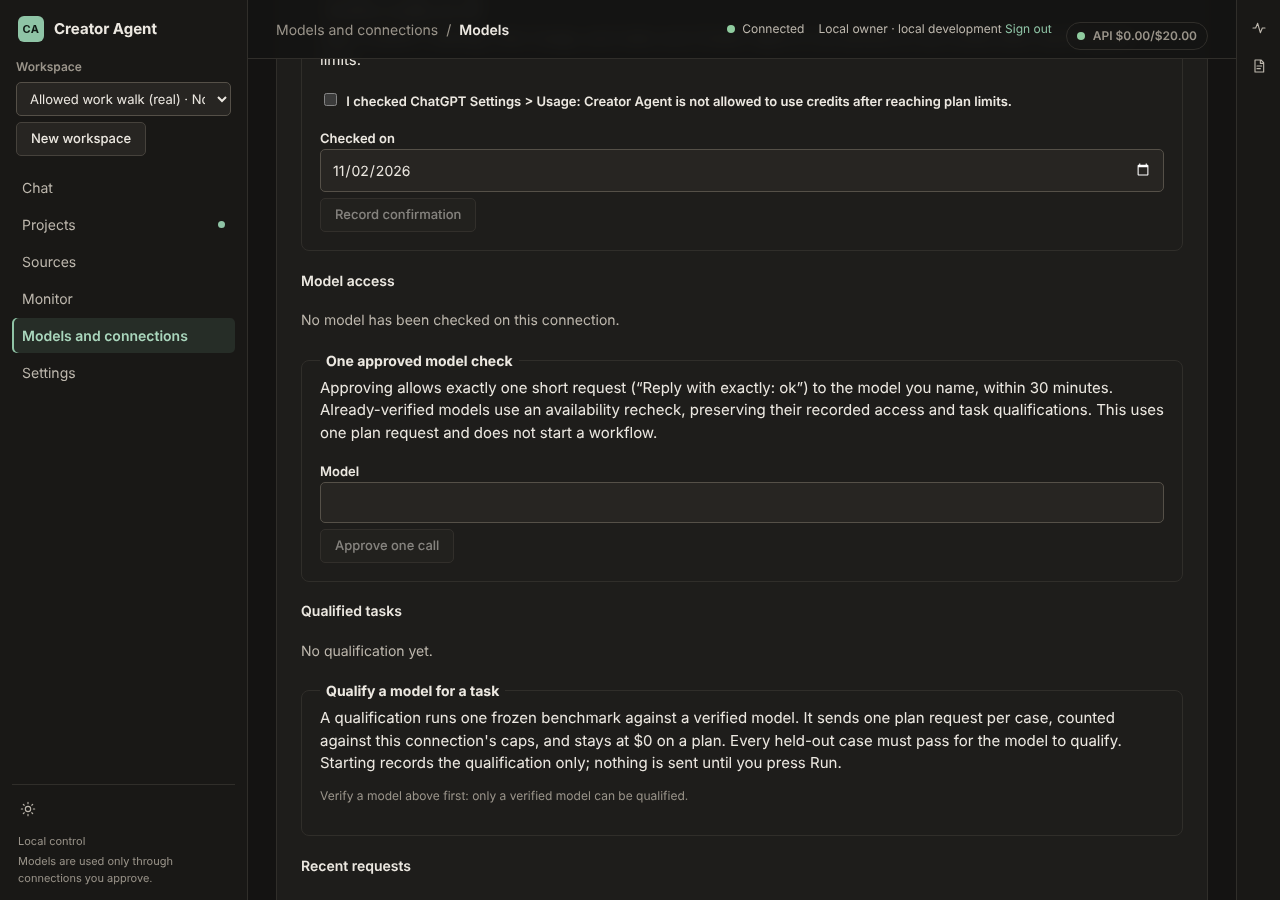 CA Creator Agent
Workspace
Allowed work walk (real) · No
New workspace
Chat
Projects
Sources
Monitor
Models and connections
Settings
Local control
Models are used only through
connections you approve.
Models and connections / Models
Connected
Local owner · local development Sign out
API $0.00/$20.00
limits.
I checked ChatGPT Settings > Usage: Creator Agent is not allowed to use credits after reaching plan limits.
Checked on
11/02/2026
Record confirmation
Model access
No model has been checked on this connection.
One approved model check
Approving allows exactly one short request (“Reply with exactly: ok”) to the model you name, within 30 minutes.
Already-verified models use an availability recheck, preserving their recorded access and task qualifications. This uses
one plan request and does not start a workflow.
Model
Approve one call
Qualified tasks
No qualification yet.
Qualify a model for a task
A qualification runs one frozen benchmark against a verified model. It sends one plan request per case, counted
against this connection's caps, and stays at $0 on a plan. Every held-out case must pass for the model to qualify.
Starting records the qualification only; nothing is sent until you press Run.
Verify a model above first: only a verified model can be qualified.
Recent requests